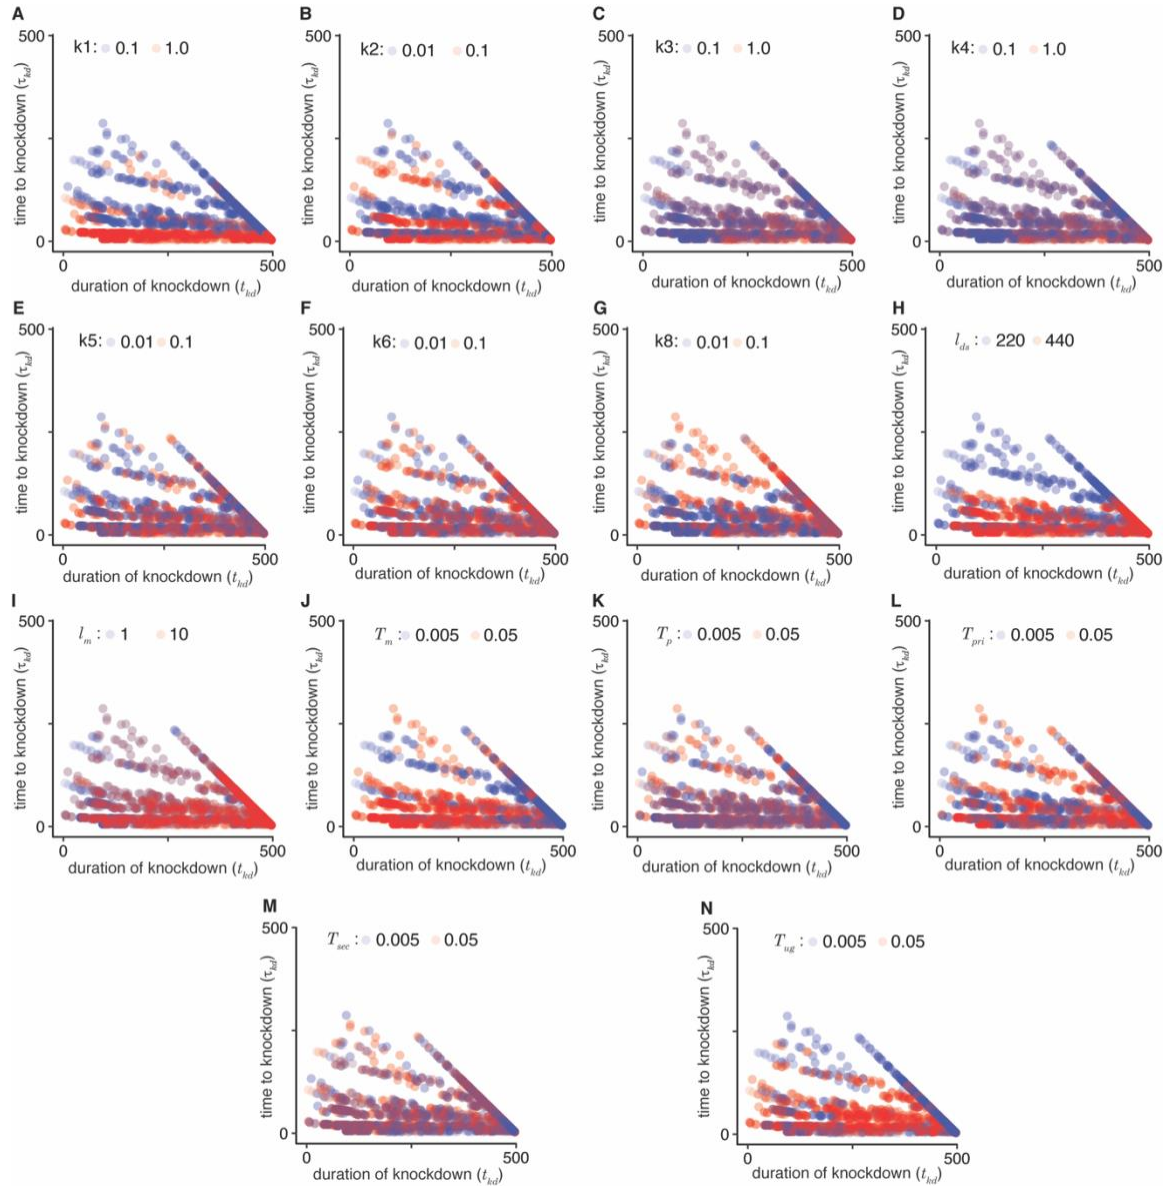 A
500
k1: 0.1 1.0
time to knockdown (τkd)
0
0
500
duration of knockdown (tkd)
B
500
k2: 0.01 0.1
time to knockdown (τkd)
0
0
500
duration of knockdown (tkd)
C
500
k3: 0.1 1.0
time to knockdown (τkd)
0
0
500
duration of knockdown (tkd)
D
500
k4: 0.1 1.0
time to knockdown (τkd)
0
0
500
duration of knockdown (tkd)
E
500
k5: 0.01 0.1
time to knockdown (τkd)
0
0
500
duration of knockdown (tkd)
F
500
k6: 0.01 0.1
time to knockdown (τkd)
0
0
500
duration of knockdown (tkd)
G
500
k8: 0.01 0.1
time to knockdown (τkd)
0
0
500
duration of knockdown (tkd)
H
500
lds : 220 440
time to knockdown (τkd)
0
0
500
duration of knockdown (tkd)
I
500
lm : 1 10
time to knockdown (τkd)
0
0
500
duration of knockdown (tkd)
J
500
Tm : 0.005 0.05
time to knockdown (τkd)
0
0
500
duration of knockdown (tkd)
K
500
Tp : 0.005 0.05
time to knockdown (τkd)
0
0
500
duration of knockdown (tkd)
L
500
Tpri : 0.005 0.05
time to knockdown (τkd)
0
0
500
duration of knockdown (tkd)
M
500
Tsec : 0.005 0.05
time to knockdown (τkd)
0
0
500
duration of knockdown (tkd)
N
500
Tug : 0.005 0.05
time to knockdown (τkd)
0
0
500
duration of knockdown (tkd)